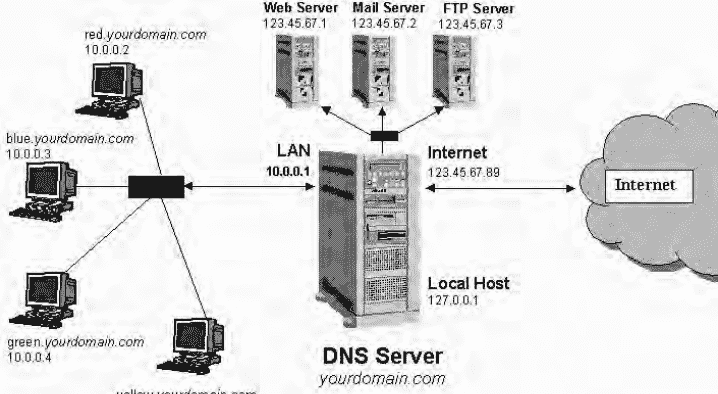 Web Server
123.45.67.1
Mail Server
123.45.67.2
FTP Server
123.45.67.3
red.yourdomain.com
10.0.0.2
blue.yourdomain.com
10.0.0.3
LAN
10.0.0.1
Internet
123.45.67.89
Internet
Local Host
127.0.0.1
green.yourdomain.com
10.0.0.4
DNS Server
yourdomain.com
yellow.yourdomain.com